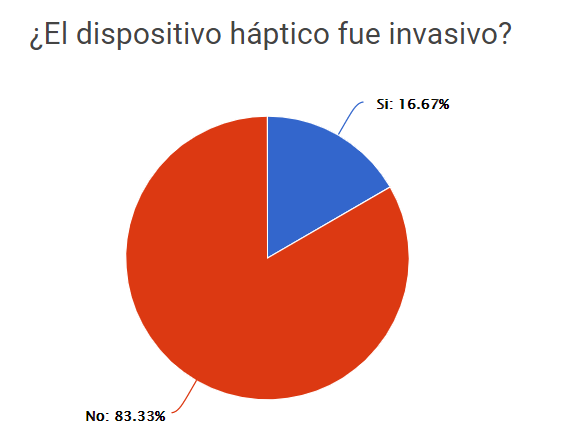 ¿El dispositivo háptico fue invasivo?
Si: 16.67%
No: 83.33%